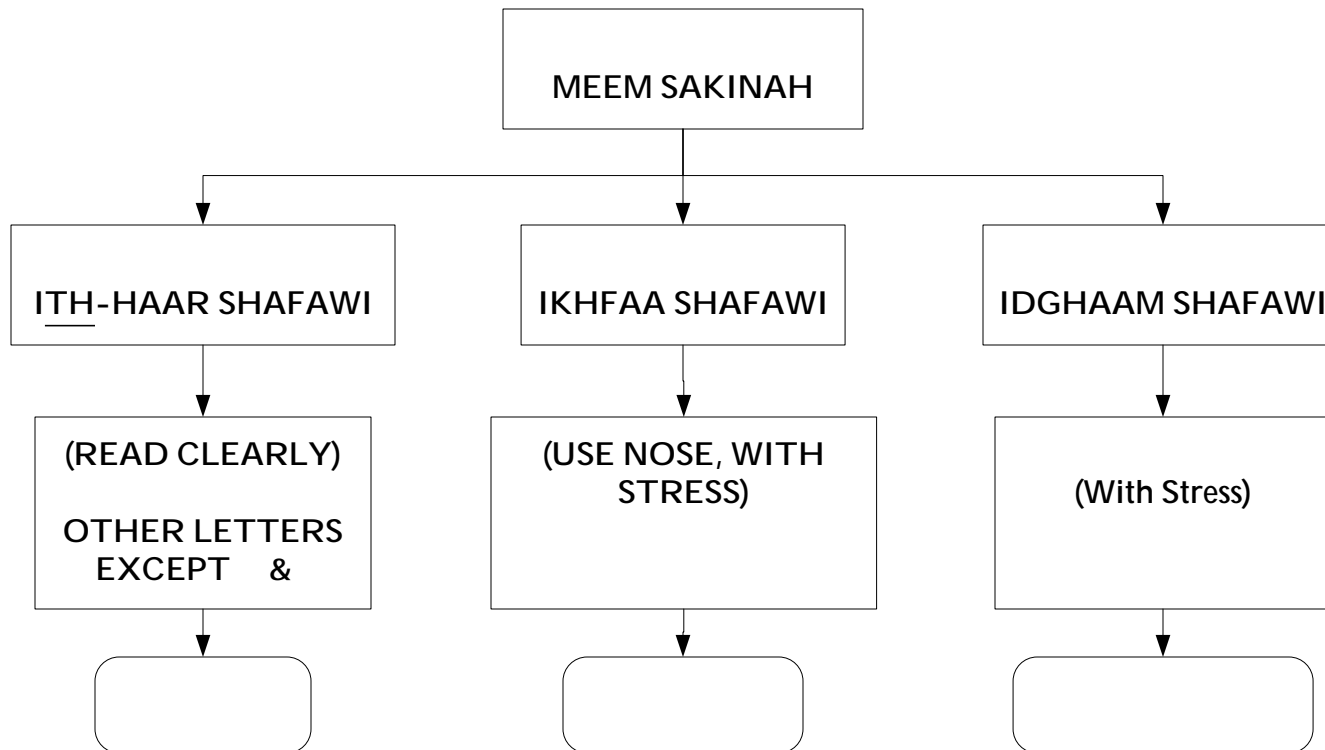 MEEM SAKINAH
ITH-HAAR SHAFAWI
IKHFAA SHAFAWI
IDGHAAM SHAFAWI
(READ CLEARLY)
OTHER LETTERS
EXCEPT &
(USE NOSE, WITH
STRESS)
(With Stress)